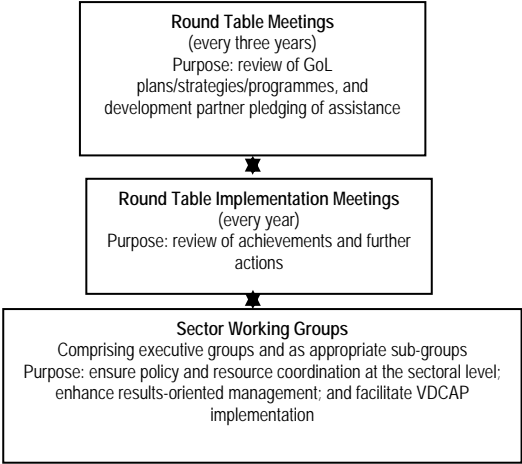 Round Table Meetings
(every three years)
Purpose: review of GoL
plans/strategies/programmes, and
development partner pledging of assistance
Round Table Implementation Meetings
(every year)
Purpose: review of achievements and further
actions
Sector Working Groups
Comprising executive groups and as appropriate sub-groups
Purpose: ensure policy and resource coordination at the sectoral level;
enhance results-oriented management; and facilitate VDCAP
implementation